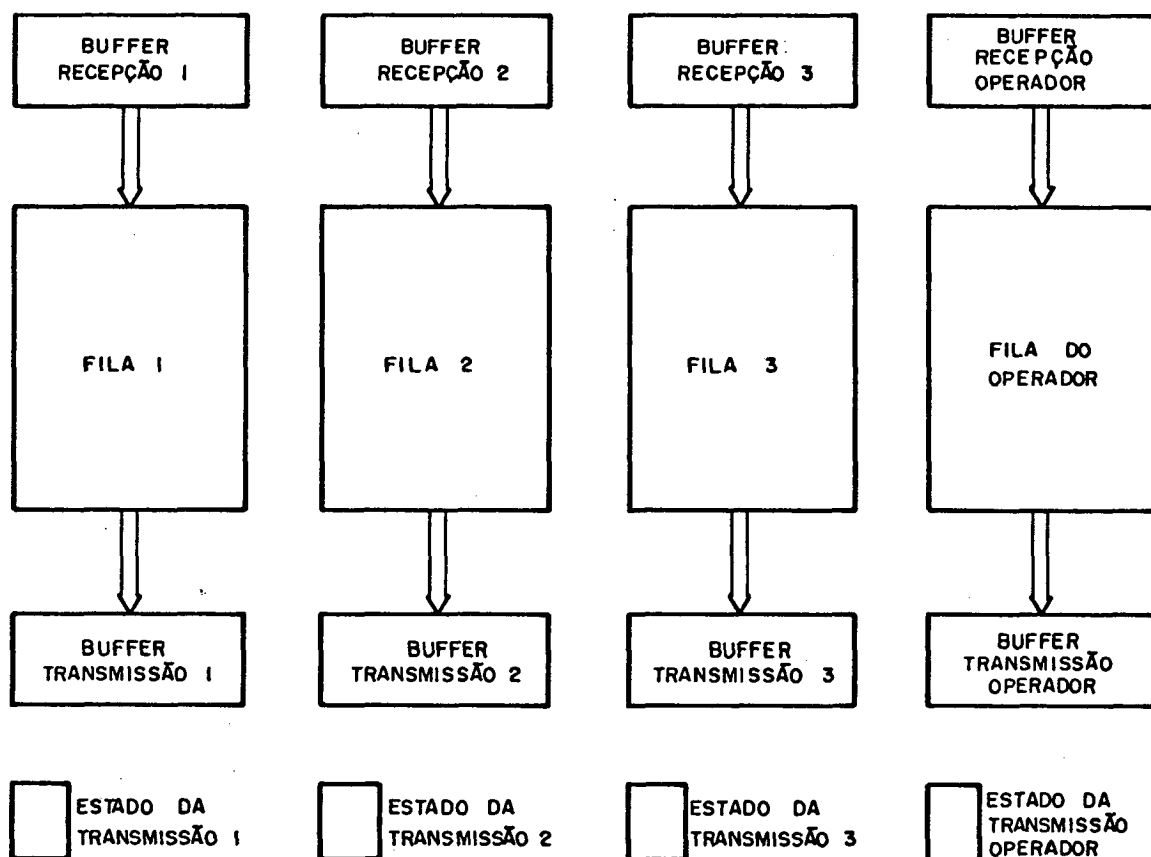 BUFFER
RECEPÇÃO 1
BUFFER
RECEPÇÃO 2
BUFFER
RECEPÇÃO 3
BUFFER
RECEPÇÃO
OPERADOR
FILA 1
FILA 2
FILA 3
FILA DO
OPERADOR
BUFFER
TRANSMISSÃO 1
BUFFER
TRANSMISSÃO 2
BUFFER
TRANSMISSÃO 3
BUFFER
TRANSMISSÃO
OPERADOR
ESTADO DA
TRANSMISSÃO 1
ESTADO DA
TRANSMISSÃO 2
ESTADO DA
TRANSMISSÃO 3
ESTADO DA
TRANSMISSÃO
OPERADOR